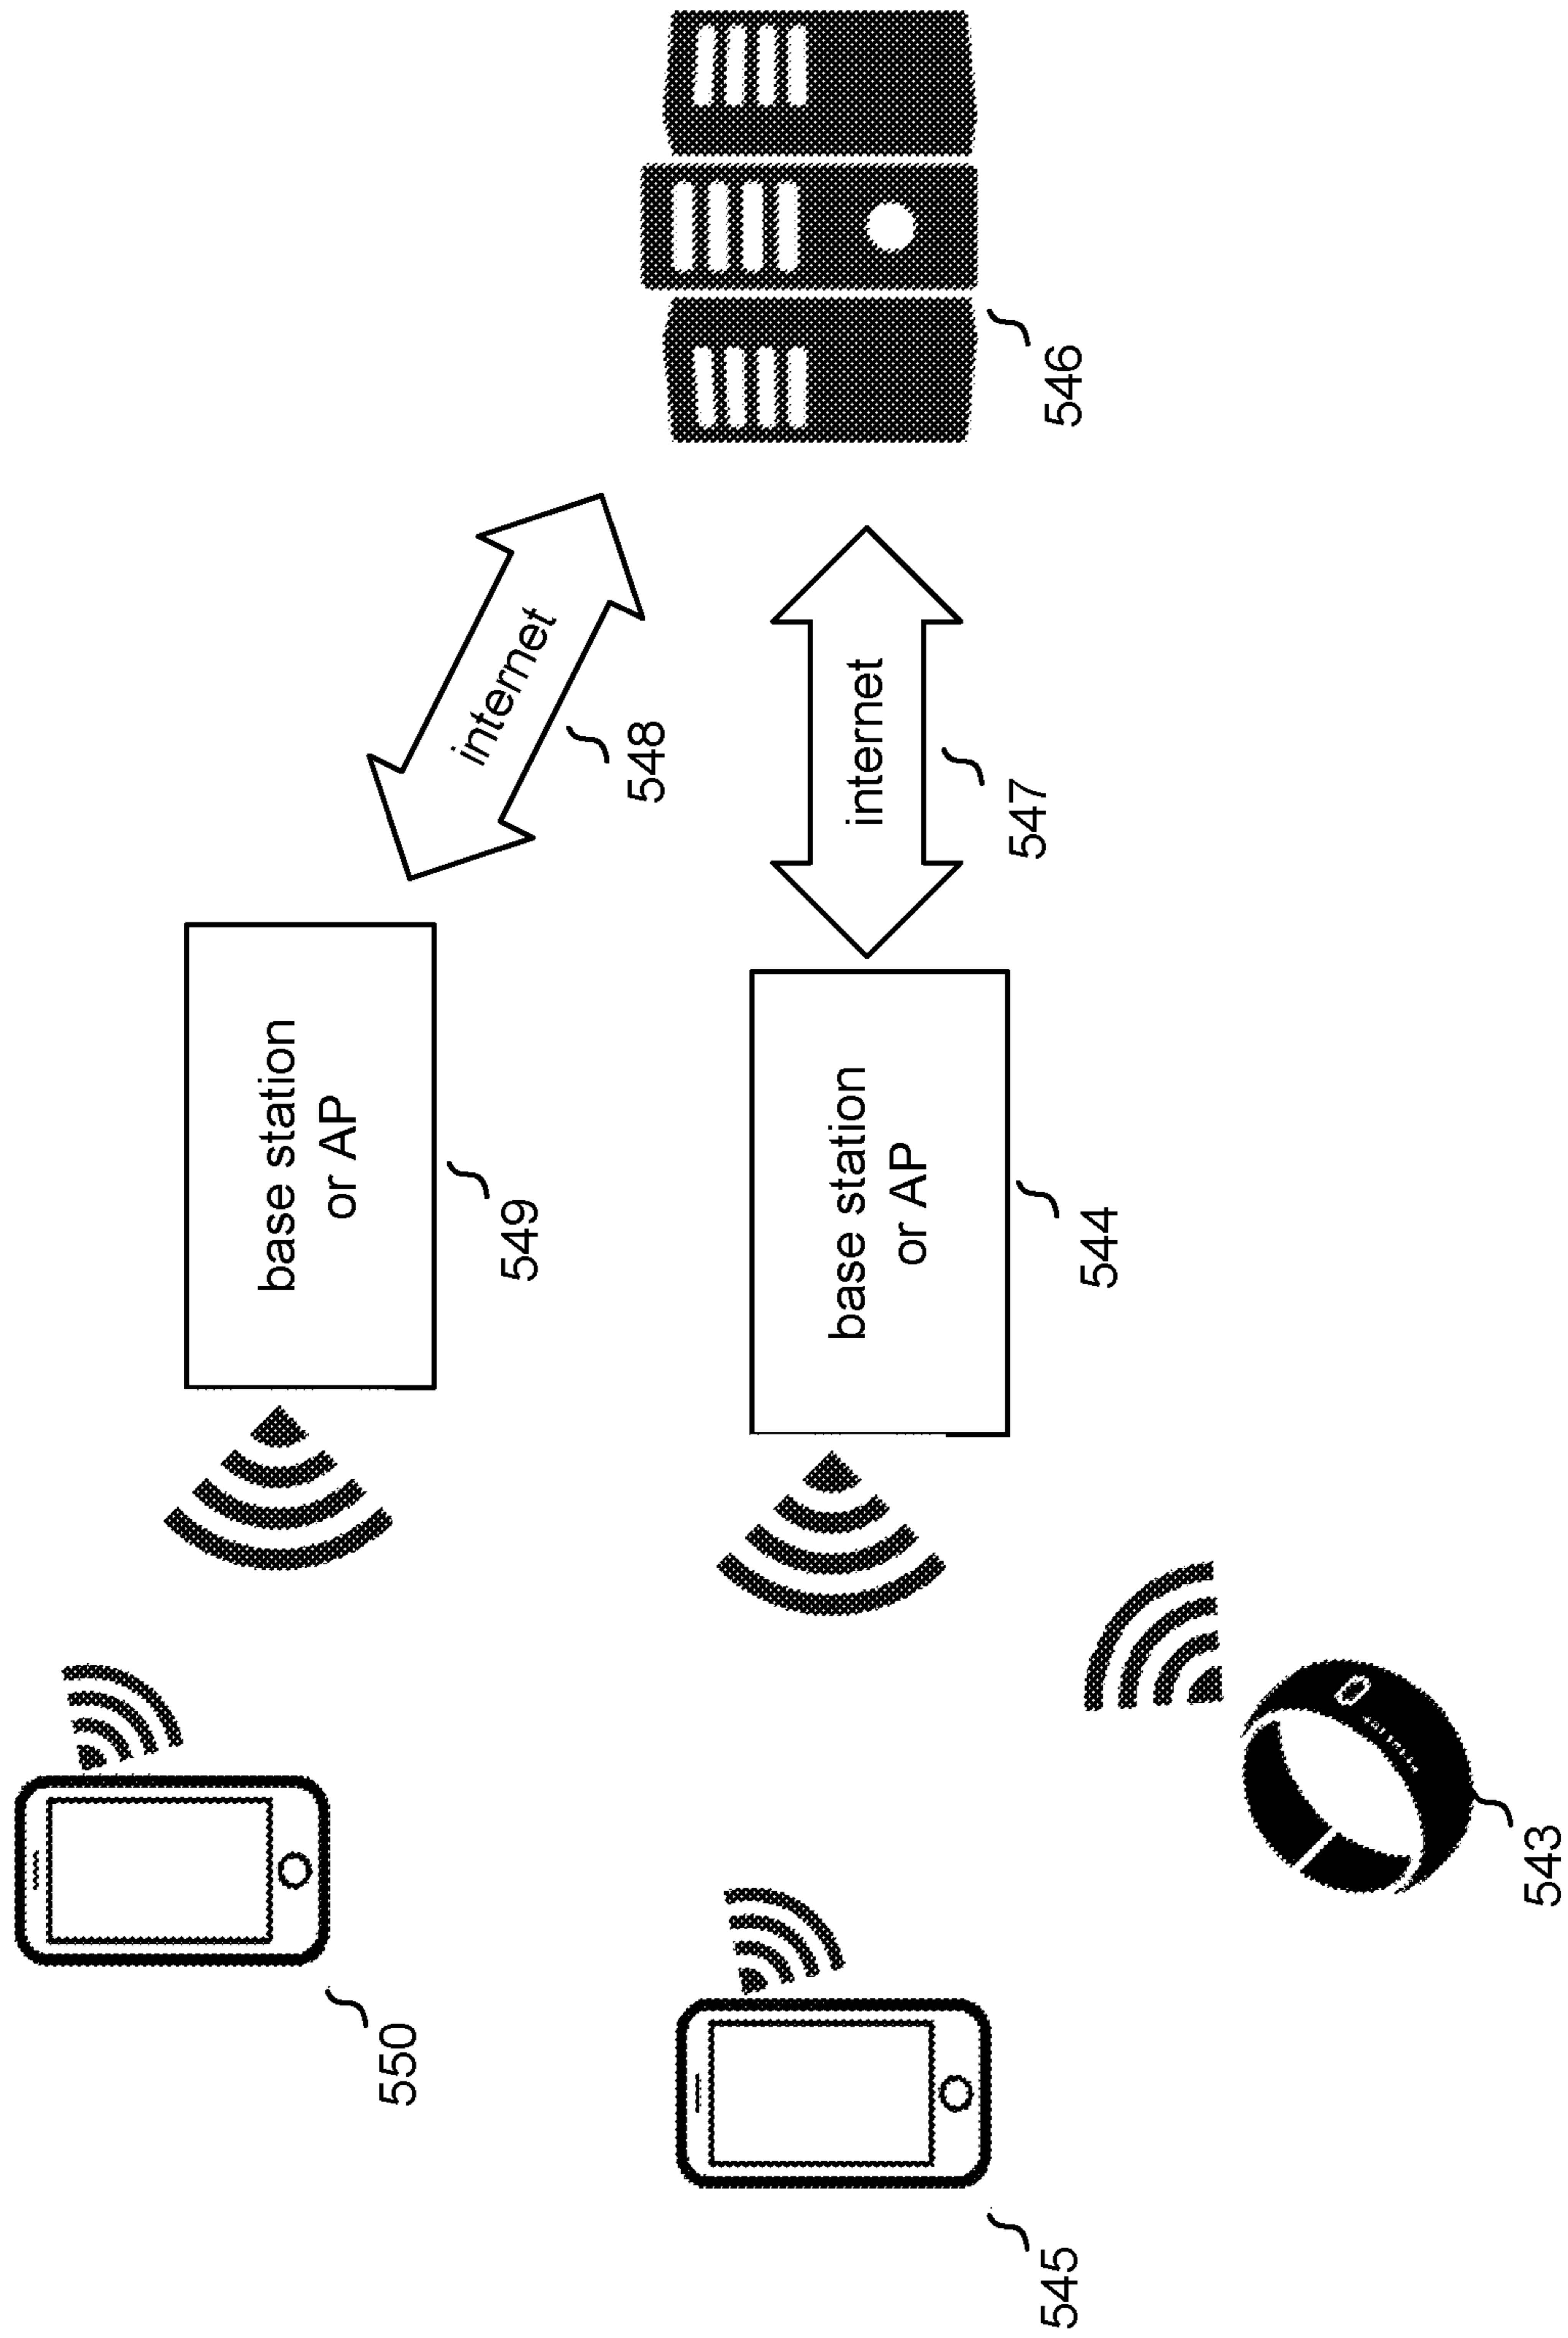 base station
or AP
550
549
internet
548
base station
or AP
internet
547
545
544
546
543